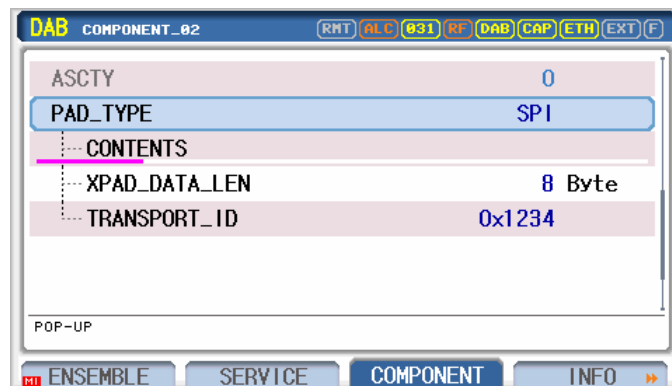 DAB COMPONENT_02 RMT ALC 031 RF DAB CAP ETH EXT F
ASCTY 0
PAD_TYPE SPI
CONTENTS
XPAD_DATA_LEN 8 Byte
TRANSPORT_ID 0x1234
POP-UP
MT ENSEMBLE SERVICE COMPONENT INFO